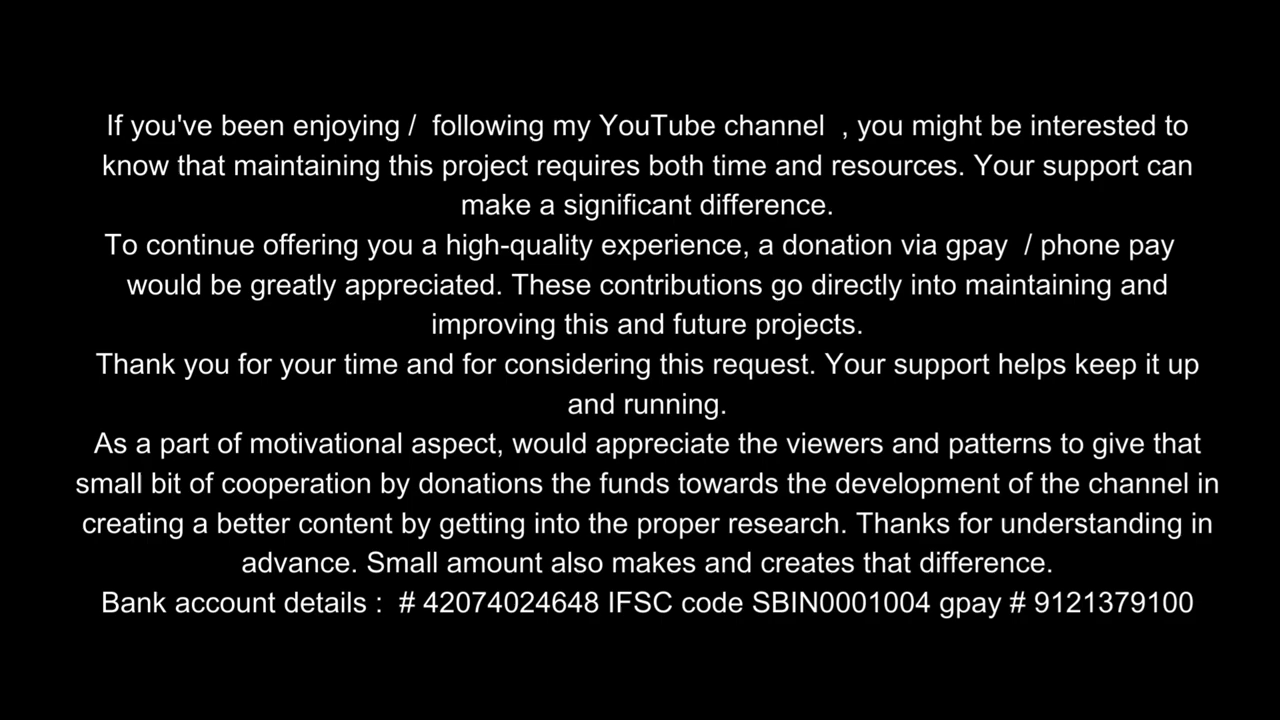 If you've been enjoying /  following my YouTube channel  , you might be interested to
know that maintaining this project requires both time and resources. Your support can
make a significant difference.
To continue offering you a high-quality experience, a donation via gpay  / phone pay
would be greatly appreciated. These contributions go directly into maintaining and
improving this and future projects.
Thank you for your time and for considering this request. Your support helps keep it up
and running.
As a part of motivational aspect, would appreciate the viewers and patterns to give that
small bit of cooperation by donations the funds towards the development of the channel in
creating a better content by getting into the proper research. Thanks for understanding in
advance. Small amount also makes and creates that difference.
Bank account details :  # 42074024648 IFSC code SBIN0001004 gpay # 9121379100